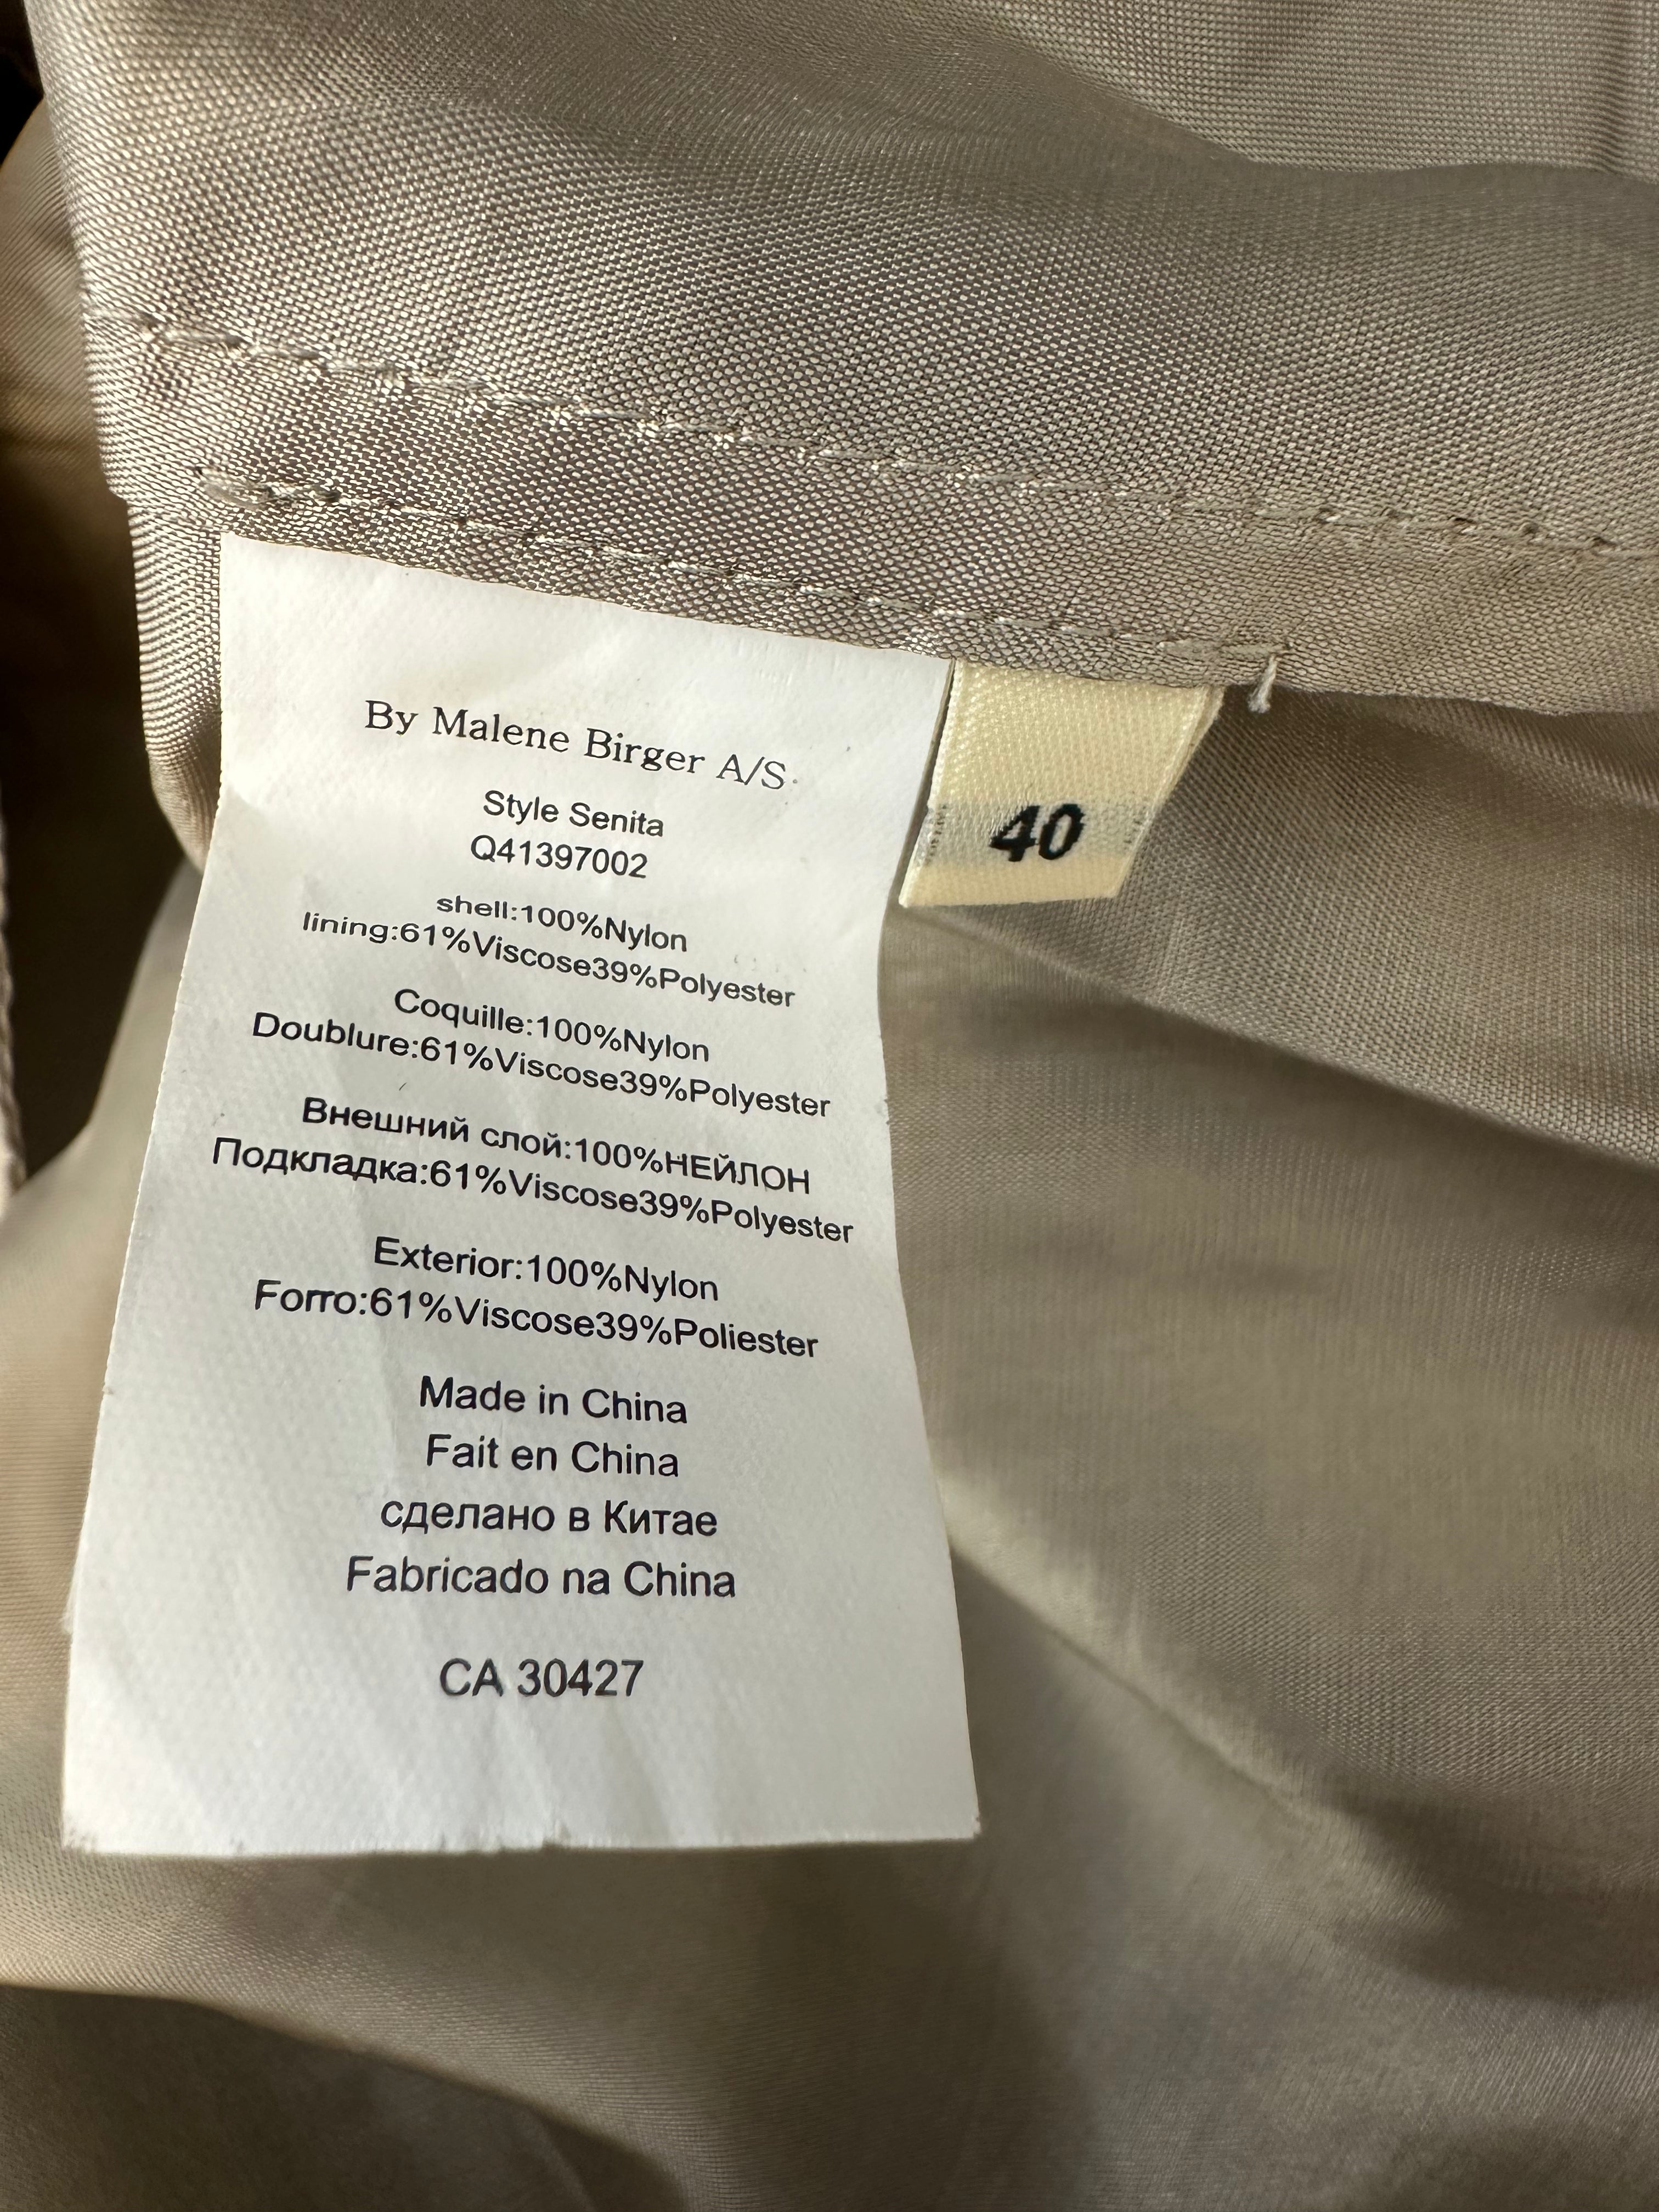 By Malene Birger A/S
Style Senita
Q41397002
shell:100%Nylon
lining:61%Viscose39%Polyester
Coquille:100%Nylon
Doublure:61%Viscose39%Polyester
Внешний слой:100%НЕЙЛОН
Подкладка:61%Viscose39%Polyester
Exterior:100%Nylon
Forro:61%Viscose39%Poliester
Made in China
Fait en China
сделано в Китае
Fabricado na China
CA 30427
40